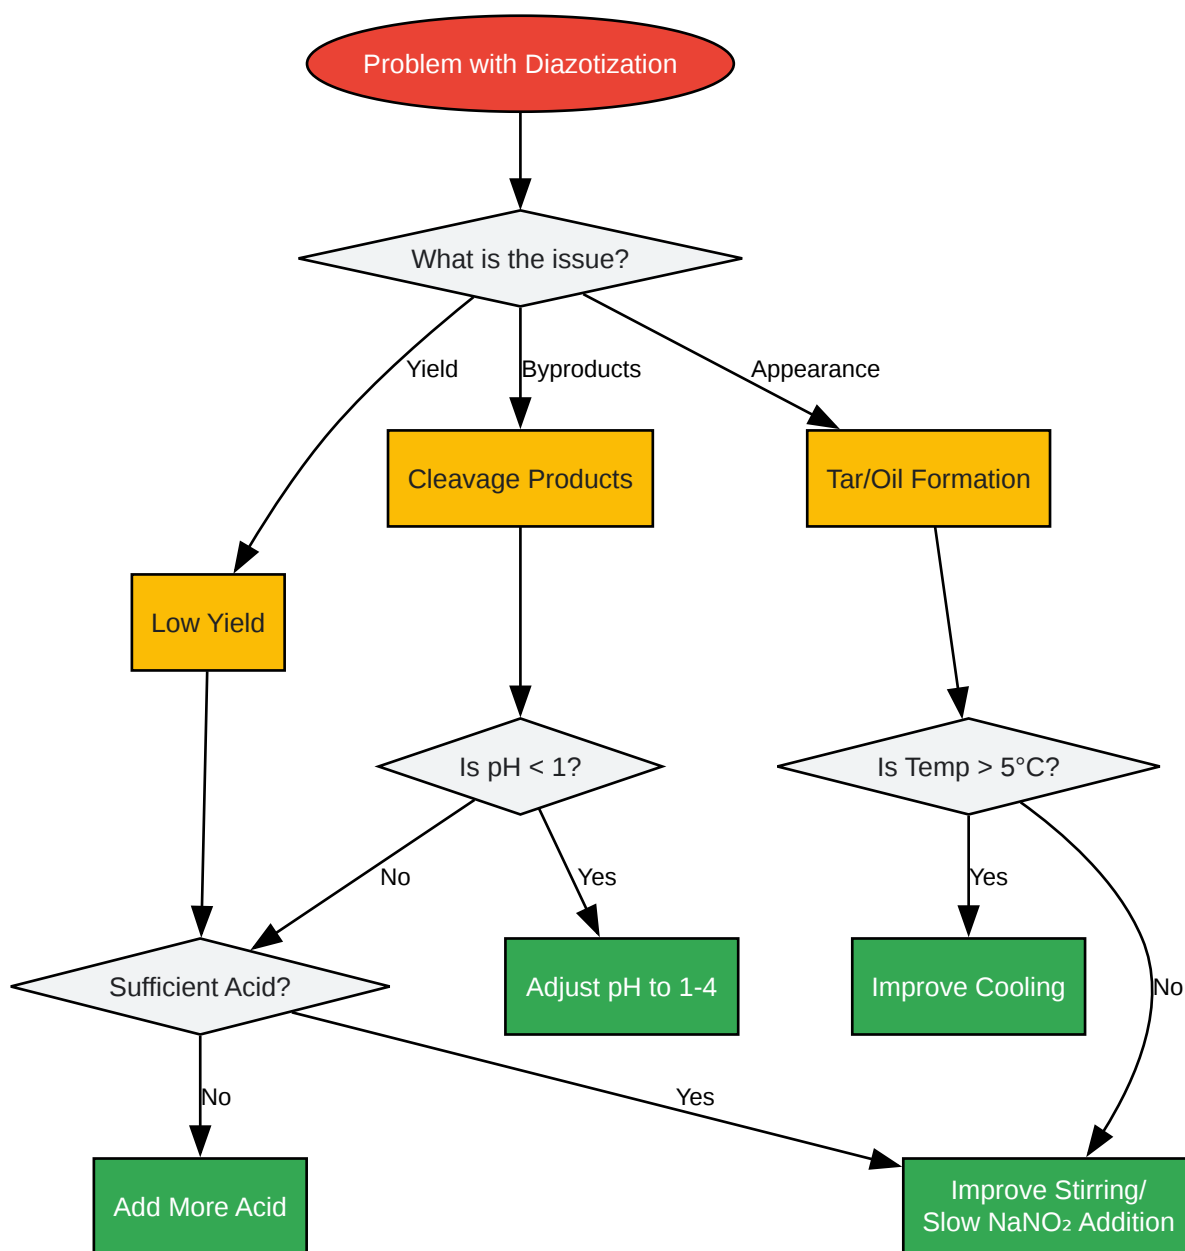 Problem with Diazotization
What is the issue?
Yield
Byproducts
Appearance
Cleavage Products
Tar/Oil Formation
Low Yield
Is pH < 1?
Is Temp > 5°C?
No
Yes
Yes
Sufficient Acid?
Adjust pH to 1-4
Improve Cooling
No
No
Yes
Add More Acid
Improve Stirring/
Slow NaNO₂ Addition